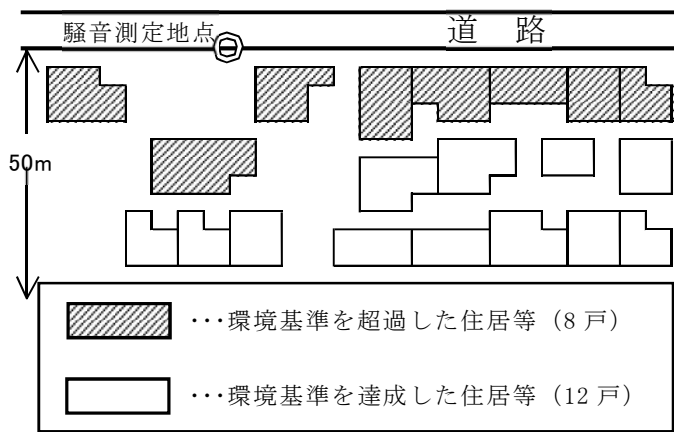 騒音測定地点
道 路
50m
・・・環境基準を超過した住居等（8 戸）
・・・環境基準を達成した住居等（12 戸）